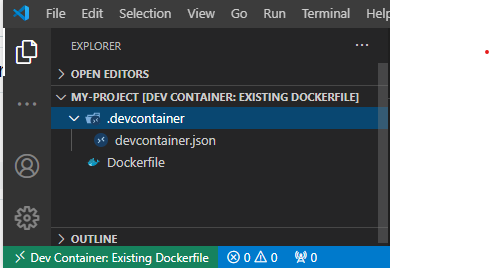 File Edit View Go Run Terminal Help
EXPLORER
OPEN EDITORS
MY-PROJECT [DEV CONTAINER: EXISTING DOCKERFILE]
.devcontainer
devcontainer.json
Dockerfile
OUTLINE
Dev Container: Existing Dockerfile 0 0 0